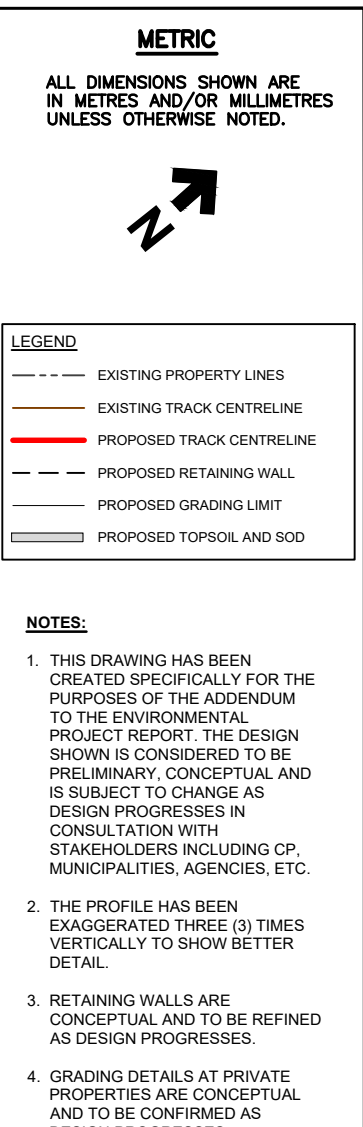 METRIC
ALL DIMENSIONS SHOWN ARE
IN METRES AND/OR MILLIMETRES
UNLESS OTHERWISE NOTED.
N
LEGEND
EXISTING PROPERTY LINES
EXISTING TRACK CENTRELINE
PROPOSED TRACK CENTRELINE
PROPOSED RETAINING WALL
PROPOSED GRADING LIMIT
PROPOSED TOPSOIL AND SOD
NOTES:
1. THIS DRAWING HAS BEEN
CREATED SPECIFICALLY FOR THE
PURPOSES OF THE ADDENDUM
TO THE ENVIRONMENTAL
PROJECT REPORT. THE DESIGN
SHOWN IS CONSIDERED TO BE
PRELIMINARY, CONCEPTUAL AND
IS SUBJECT TO CHANGE AS
DESIGN PROGRESSES IN
CONSULTATION WITH
STAKEHOLDERS INCLUDING CP,
MUNICIPALITIES, AGENCIES, ETC.
2. THE PROFILE HAS BEEN
EXAGGERATED THREE (3) TIMES
VERTICALLY TO SHOW BETTER
DETAIL.
3. RETAINING WALLS ARE
CONCEPTUAL AND TO BE REFINED
AS DESIGN PROGRESSES.
4. GRADING DETAILS AT PRIVATE
PROPERTIES ARE CONCEPTUAL
AND TO BE CONFIRMED AS